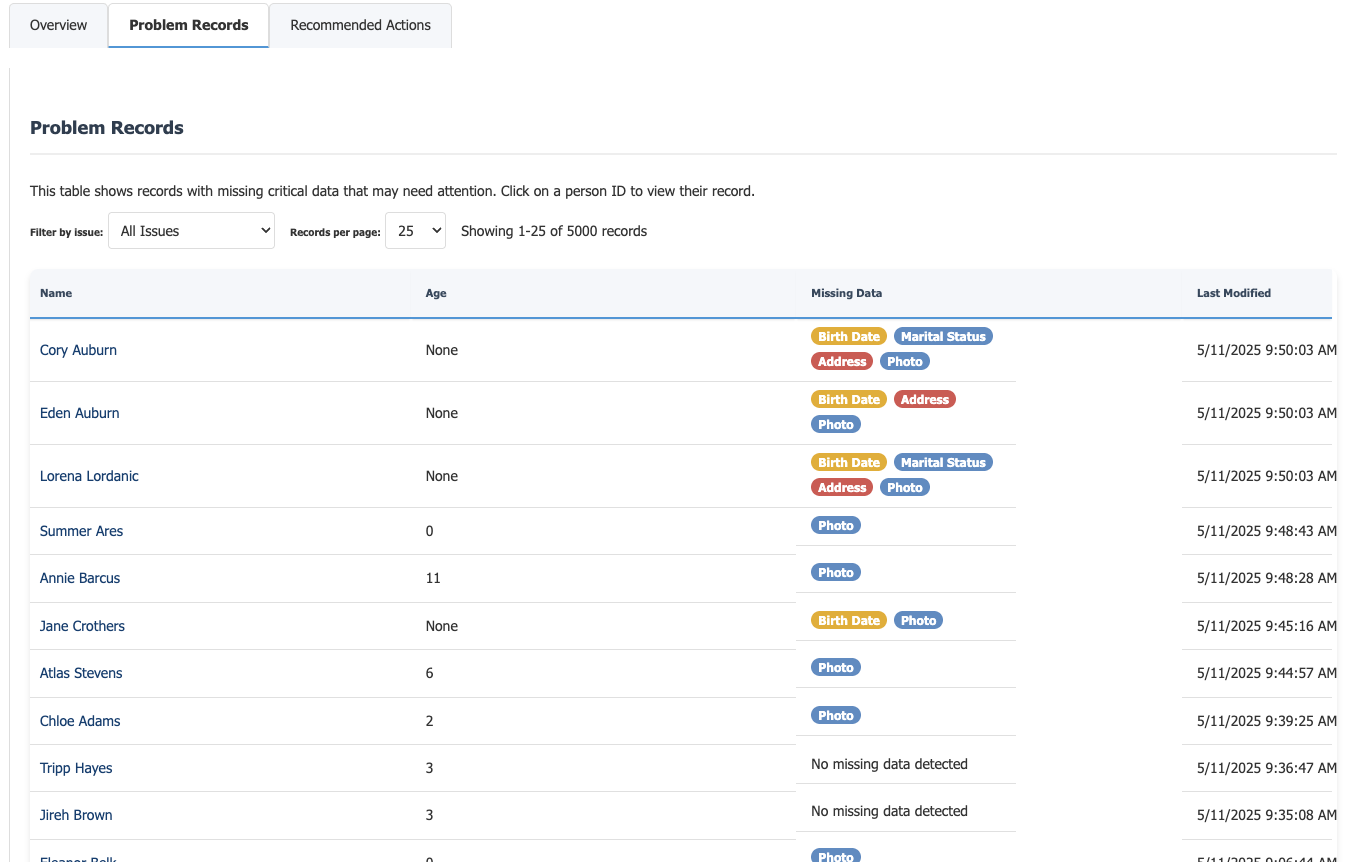 Overview Problem Records Recommended Actions
Problem Records
This table shows records with missing critical data that may need attention. Click on a person ID to view their record.
Filter by issue: All Issues Records per page: 25 Showing 1-25 of 5000 records
Name Age Missing Data Last Modified
Cory Auburn None Birth Date Marital Status Address Photo 5/11/2025 9:50:03 AM
Eden Auburn None Birth Date Address Photo 5/11/2025 9:50:03 AM
Lorena Lordanic None Birth Date Marital Status Address Photo 5/11/2025 9:50:03 AM
Summer Ares 0 Photo 5/11/2025 9:48:43 AM
Annie Barcus 11 Photo 5/11/2025 9:48:28 AM
Jane Crothers None Birth Date Photo 5/11/2025 9:45:16 AM
Atlas Stevens 6 Photo 5/11/2025 9:44:57 AM
Chloe Adams 2 Photo 5/11/2025 9:39:25 AM
Tripp Hayes 3 No missing data detected 5/11/2025 9:36:47 AM
Jireh Brown 3 No missing data detected 5/11/2025 9:35:08 AM
Eleanor Belk Photo 5/11/2025 9:06:44 AM